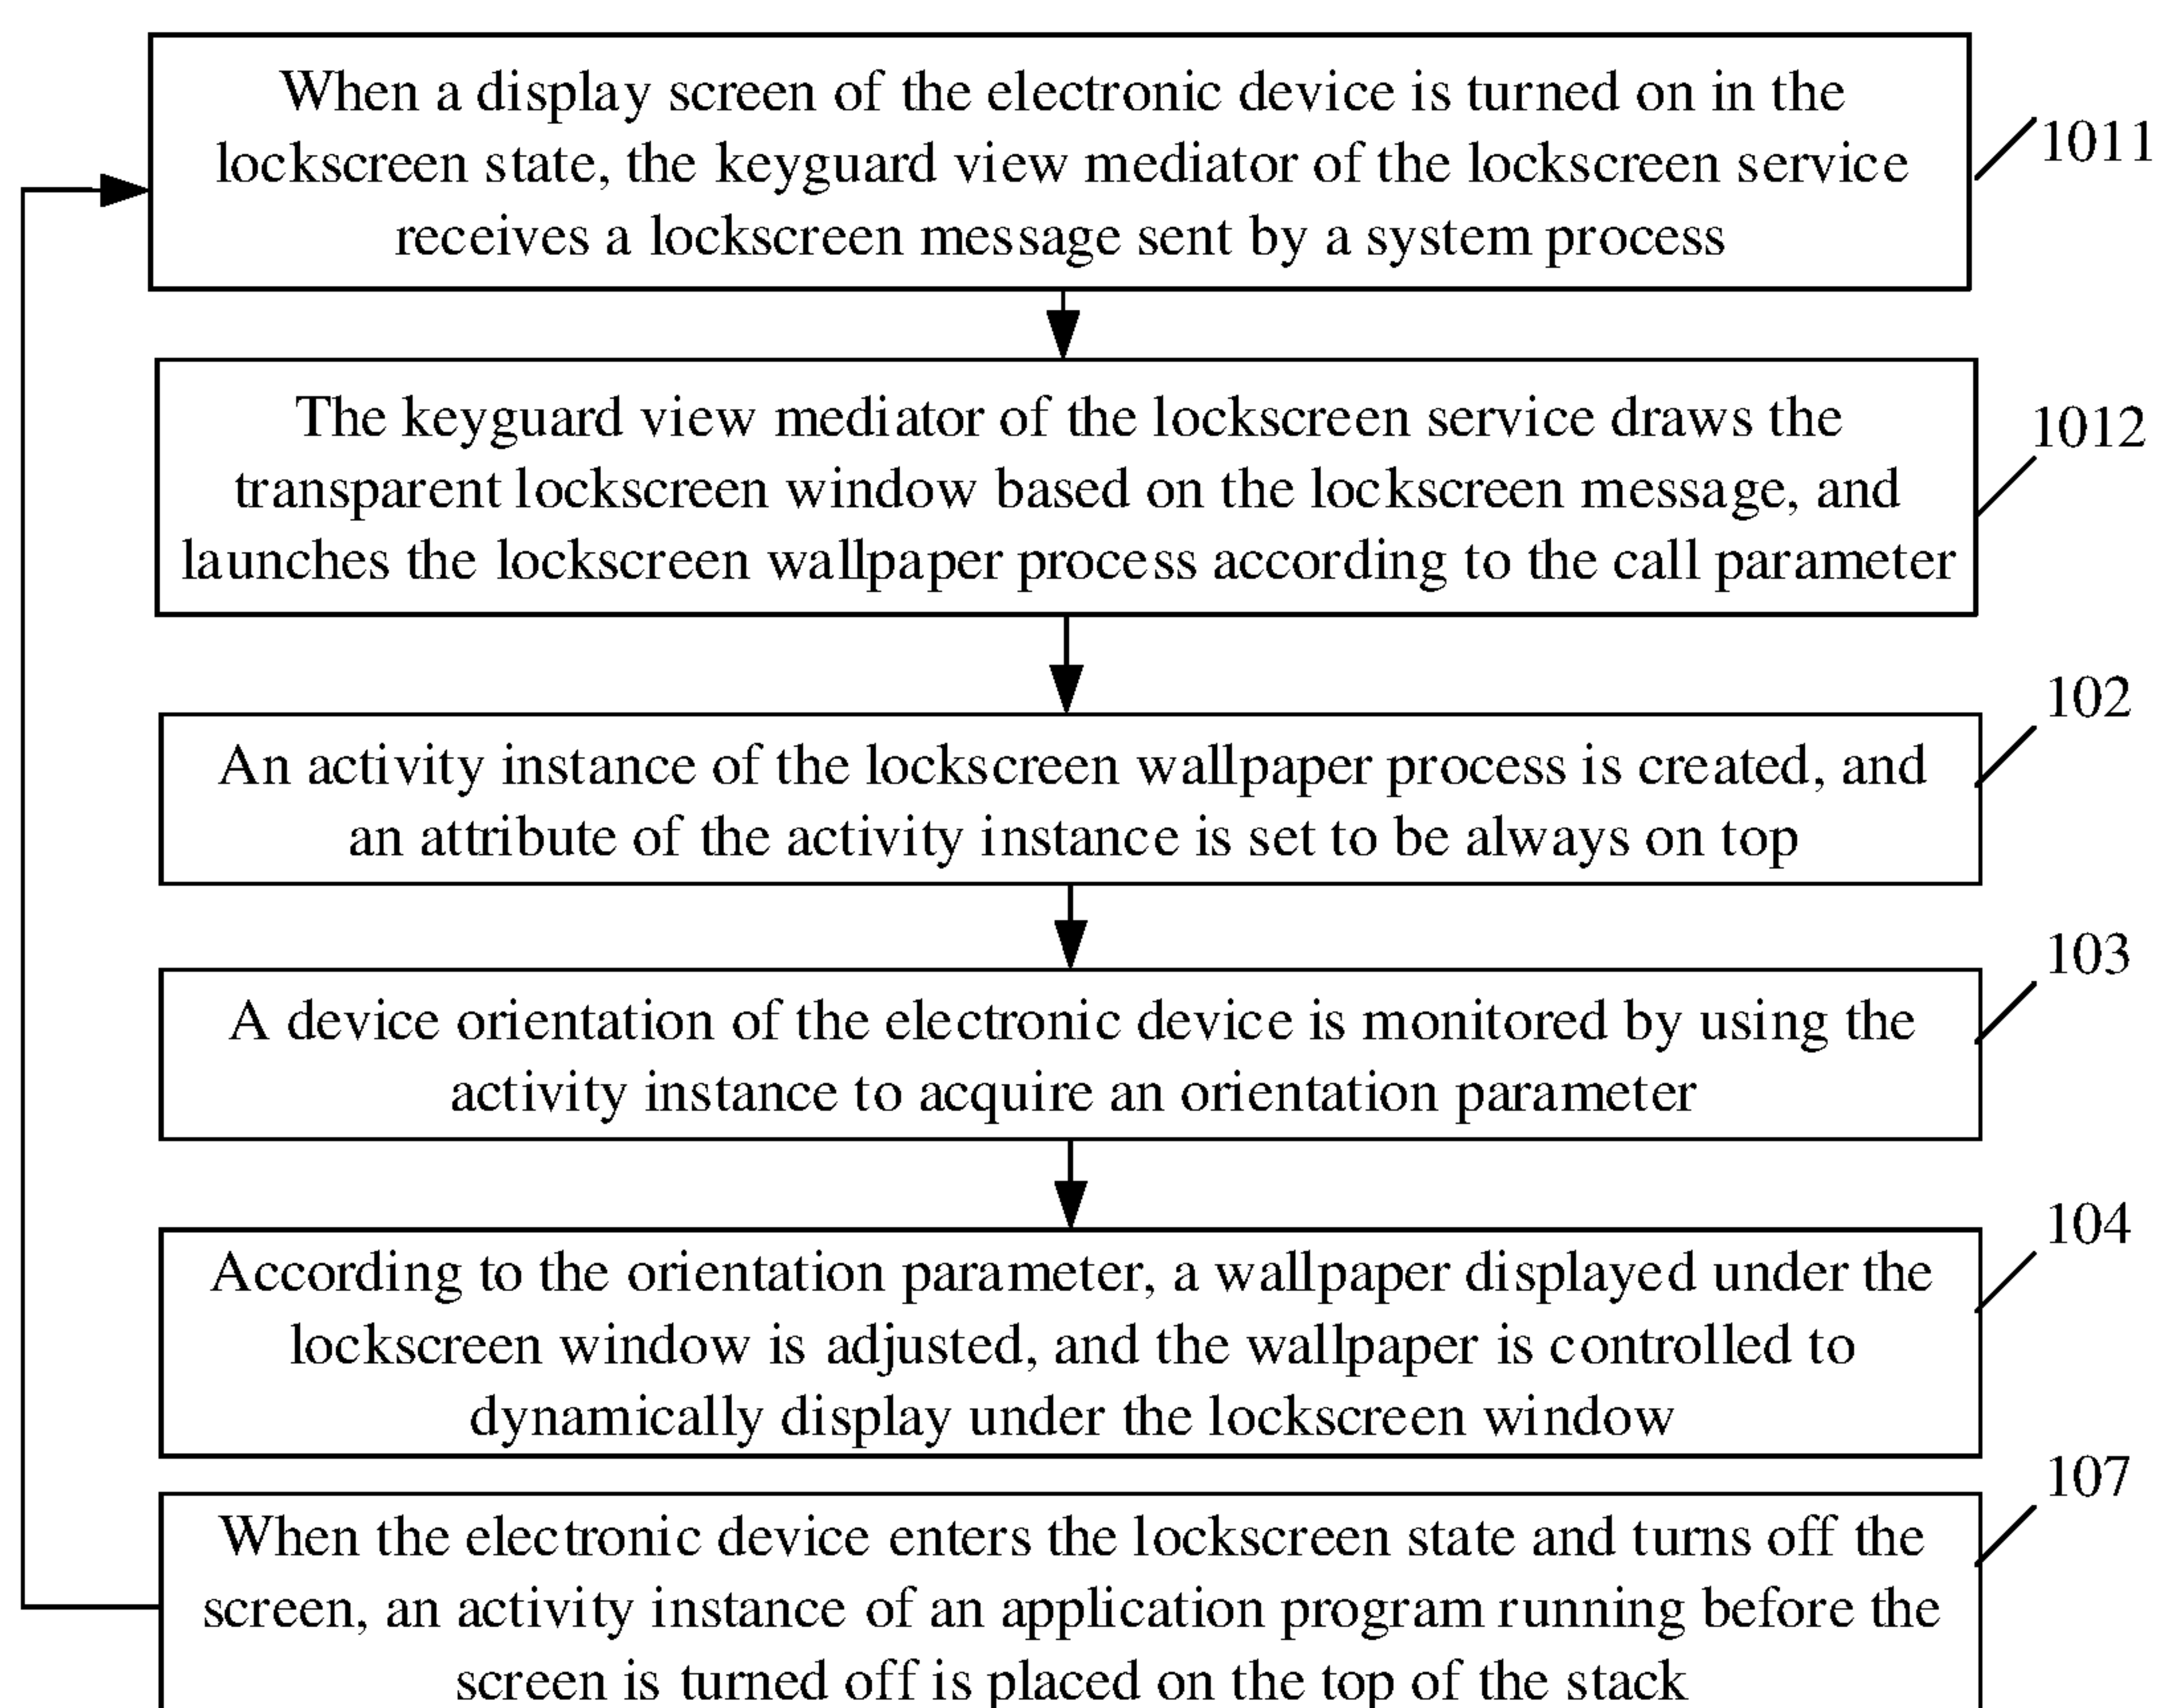 When a display screen of the electronic device is turned on in the
lockscreen state, the keyguard view mediator of the lockscreen service
receives a lockscreen message sent by a system process
1011
The keyguard view mediator of the lockscreen service draws the
transparent lockscreen window based on the lockscreen message, and
launches the lockscreen wallpaper process according to the call parameter
1012
An activity instance of the lockscreen wallpaper process is created, and
an attribute of the activity instance is set to be always on top
102
A device orientation of the electronic device is monitored by using the
activity instance to acquire an orientation parameter
103
According to the orientation parameter, a wallpaper displayed under the
lockscreen window is adjusted, and the wallpaper is controlled to
dynamically display under the lockscreen window
104
When the electronic device enters the lockscreen state and turns off the
screen, an activity instance of an application program running before the
screen is turned off is placed on the top of the stack
107